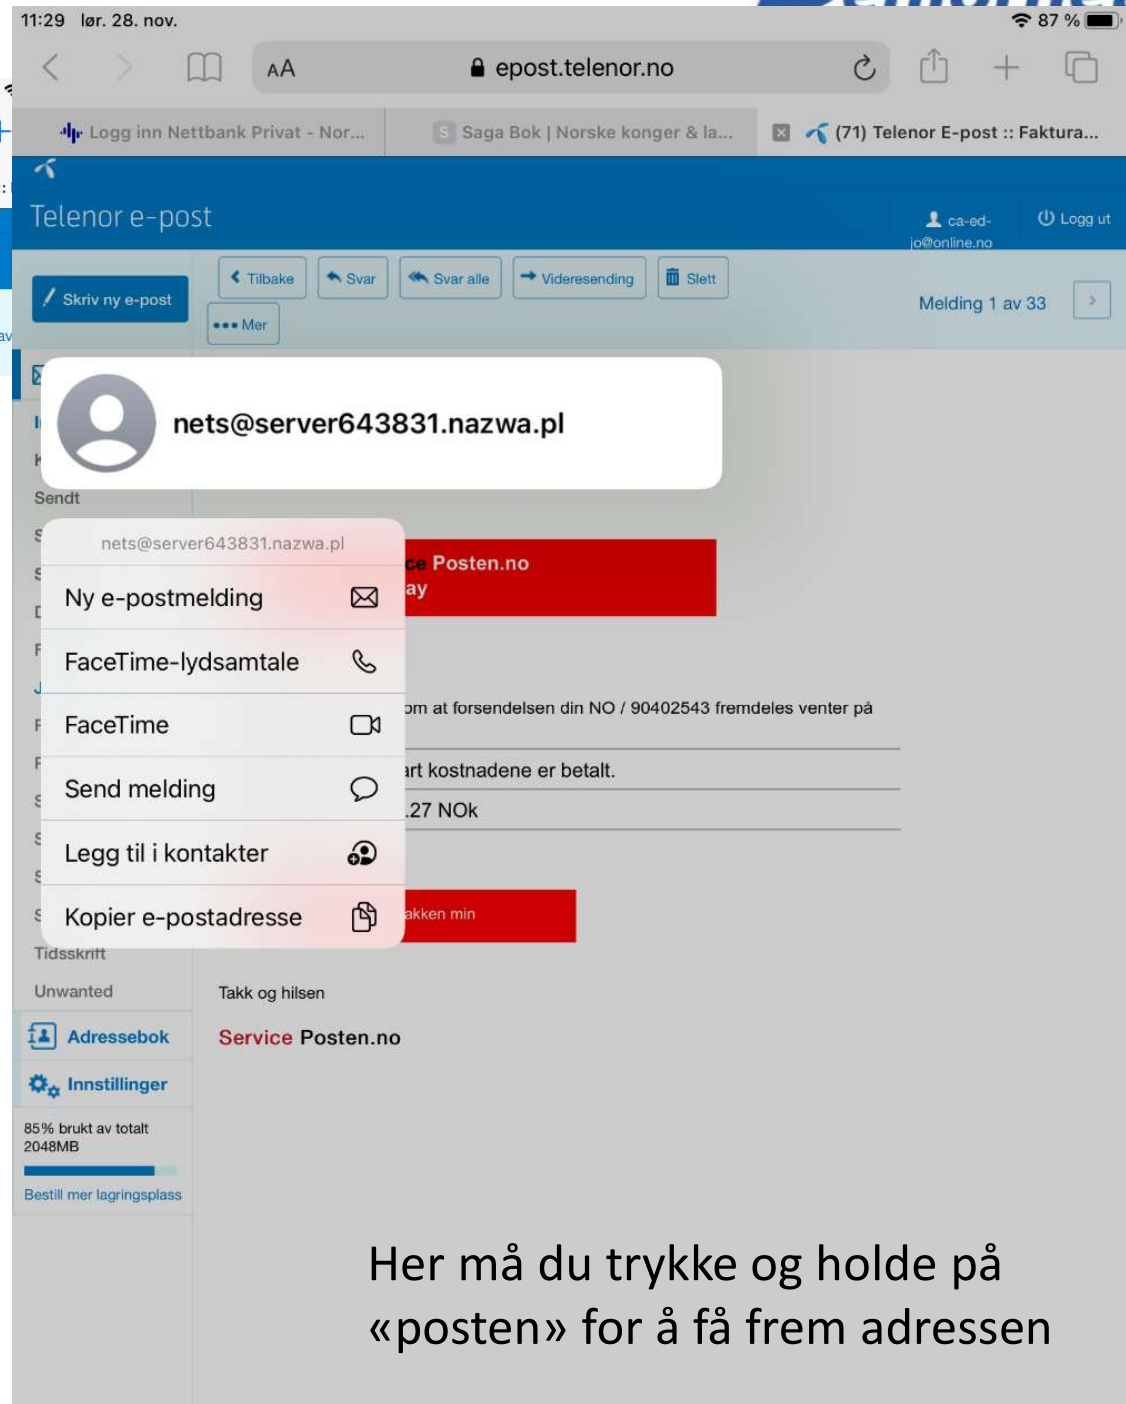 11:29 lør. 28. nov.
87 %
AA
epost.telenor.no
Logg inn Nettbank Privat - Nor...
S Saga Bok | Norske konger & la...
(71) Telenor E-post :: Faktura...
Telenor e-post
ca-ed-
jo@online.no
Logg ut
Skriv ny e-post
Tilbake
Svar
Svar alle
Videresending
Slett
Mer
Melding 1 av 33
nets@server643831.nazwa.pl
Sendt
nets@server643831.nazwa.pl
Ny e-postmelding
FaceTime-lydsamtale
FaceTime
Send melding
Legg til i kontakter
Kopier e-postadresse
Posten.no
at forsendelsen din NO / 90402543 fremdeles venter på
kostnadene er betalt.
.27 NOk
min
Tidsskrift
Unwanted
Adressebok
Innstillinger
85% brukt av totalt
2048MB
Bestill mer lagringsplass
Takk og hilsen
Service Posten.no
Her må du trykke og holde på
«posten» for å få frem adressen